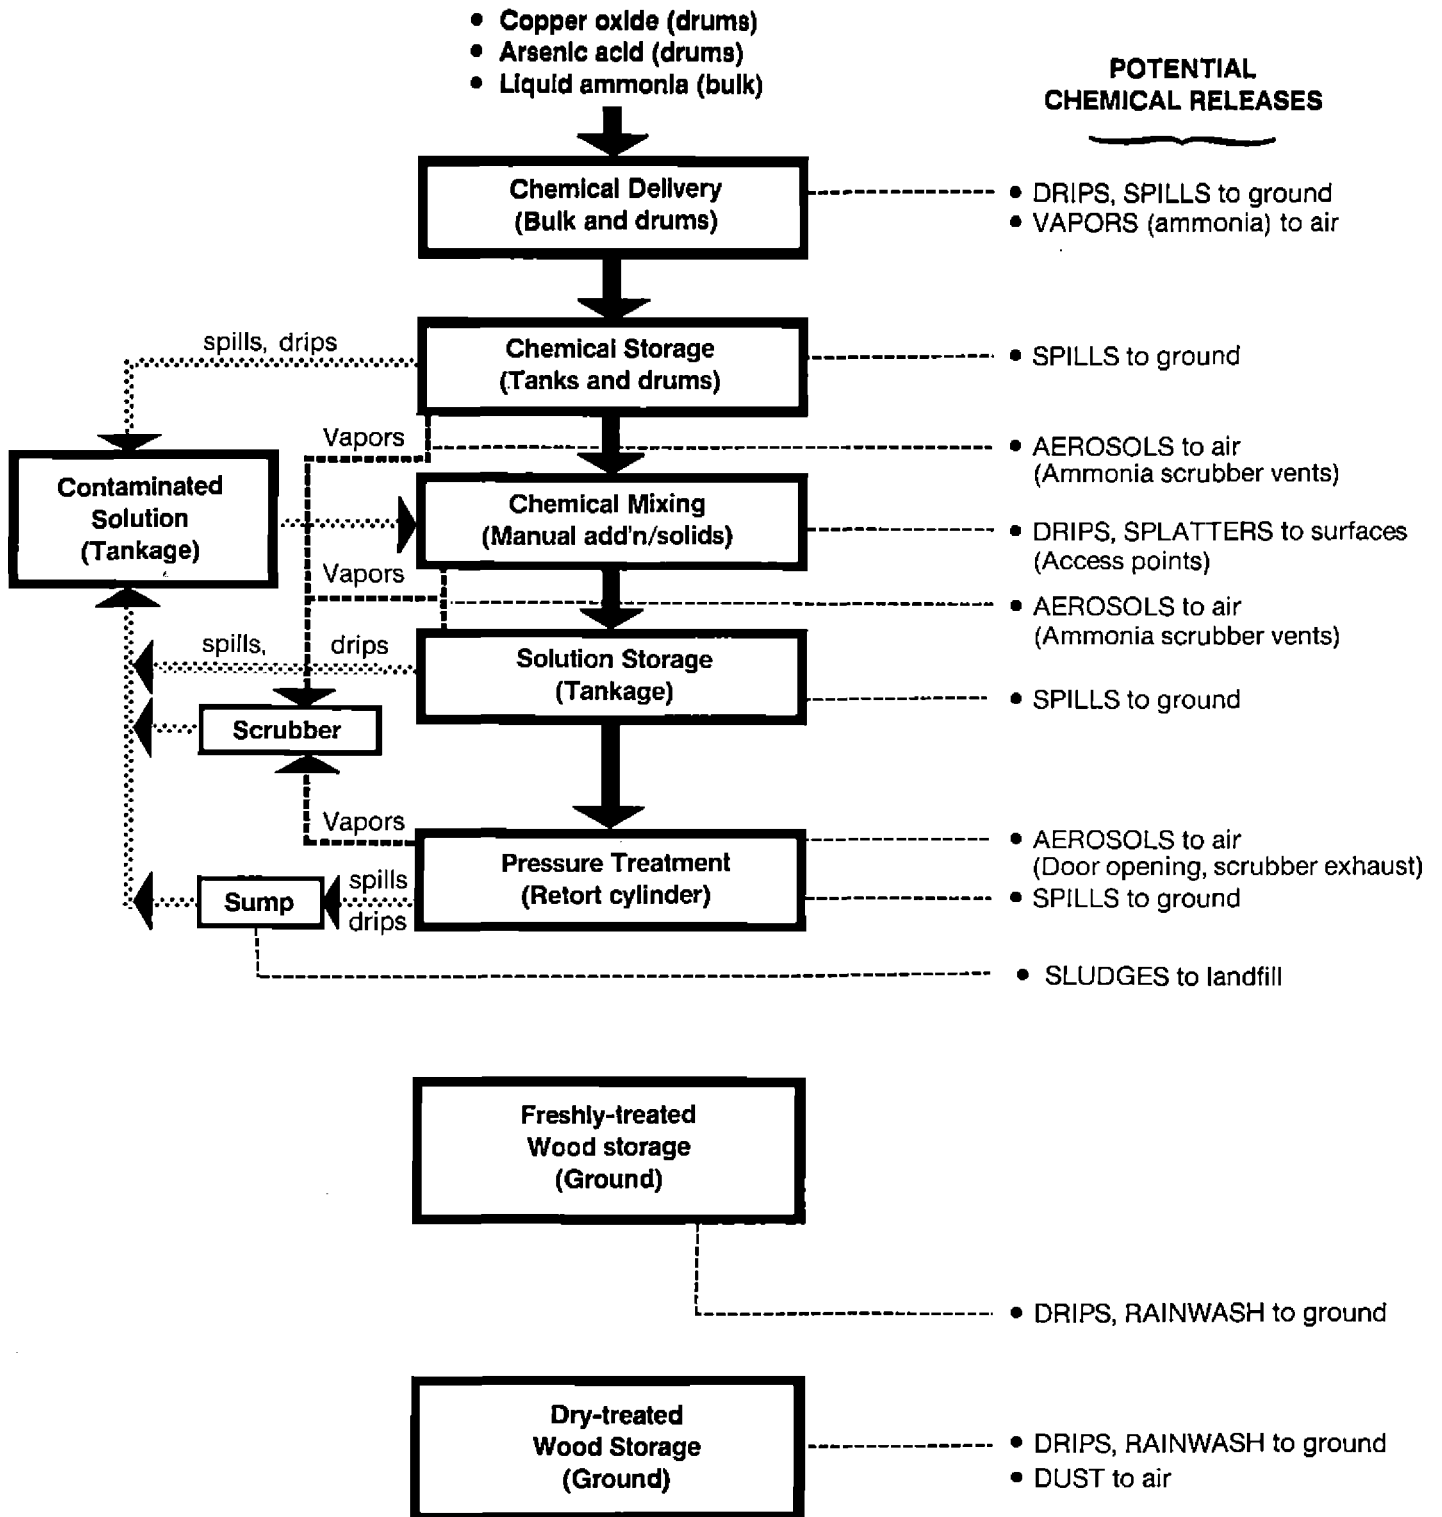 • Copper oxide (drums)
• Arsenic acid (drums)
• Liquid ammonia (bulk)
POTENTIAL
CHEMICAL RELEASES
Chemical Delivery
(Bulk and drums)
• DRIPS, SPILLS to ground
• VAPORS (ammonia) to air
spills, drips
Chemical Storage
(Tanks and drums)
• SPILLS to ground
Vapors
• AEROSOLS to air
(Ammonia scrubber vents)
Contaminated
Solution
(Tankage)
Chemical Mixing
(Manual add'n/solids)
• DRIPS, SPLATTERS to surfaces
(Access points)
Vapors
• AEROSOLS to air
(Ammonia scrubber vents)
spills, drips
Solution Storage
(Tankage)
• SPILLS to ground
Scrubber
Vapors
Pressure Treatment
(Retort cylinder)
• AEROSOLS to air
(Door opening, scrubber exhaust)
• SPILLS to ground
Sump
spills
drips
• SLUDGES to landfill
Freshly-treated
Wood storage
(Ground)
• DRIPS, RAINWASH to ground
Dry-treated
Wood Storage
(Ground)
• DRIPS, RAINWASH to ground
• DUST to air